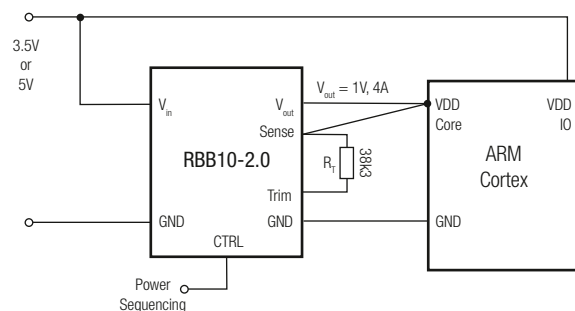 3.5V
or
5V
Vin
Vout
Sense
RBB10-2.0
RT
38k3
Trim
GND
GND
CTRL
Power
Sequencing
Vout = 1V, 4A
VDD
Core
VDD
IO
ARM
Cortex
GND